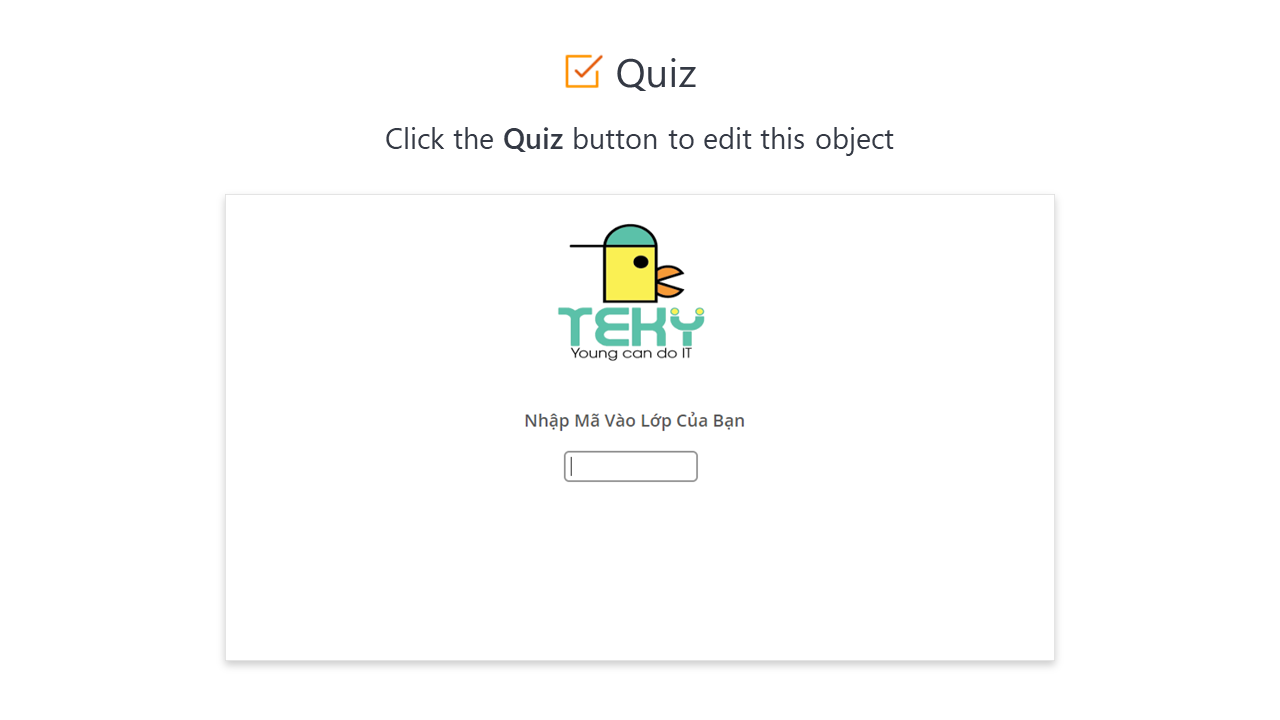 Quiz
Click the Quiz button to edit this object
TEKY
Young can do IT
Nhập Mã Vào Lớp Của Bạn